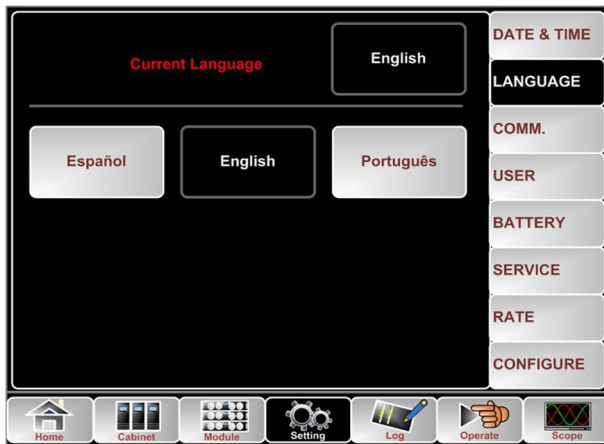 Current Language
English
Español
English
Português
DATE & TIME
LANGUAGE
COMM.
USER
BATTERY
SERVICE
RATE
CONFIGURE
Home
Cabinet
Module
Setting
Log
Operate
Scope